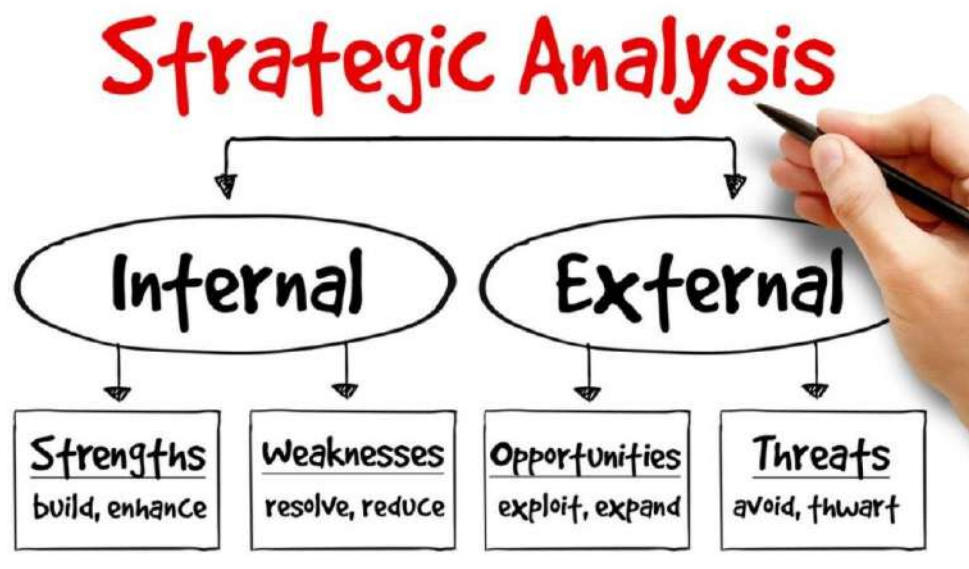 Strategic Analysis
Internal
External
Strengths
build, enhance
Weaknesses
resolve, reduce
Opportunities
exploit, expand
Threats
avoid, thwart